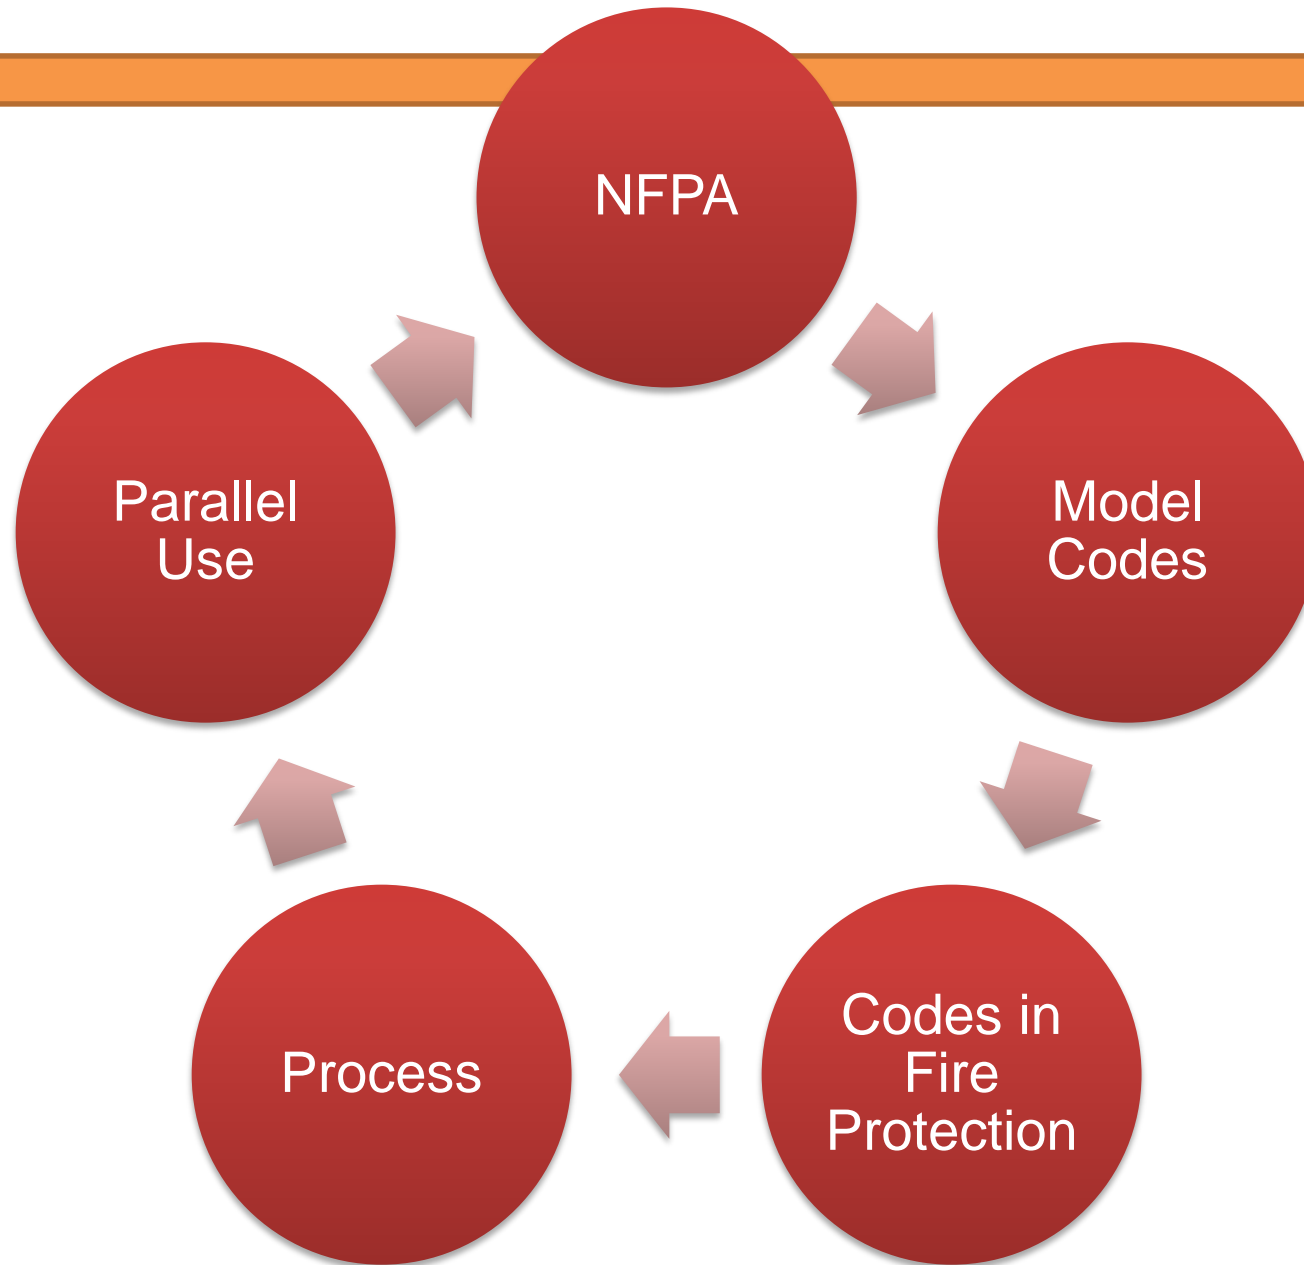 NFPA
Model
Codes
Codes in
Fire
Protection
Process
Parallel
Use